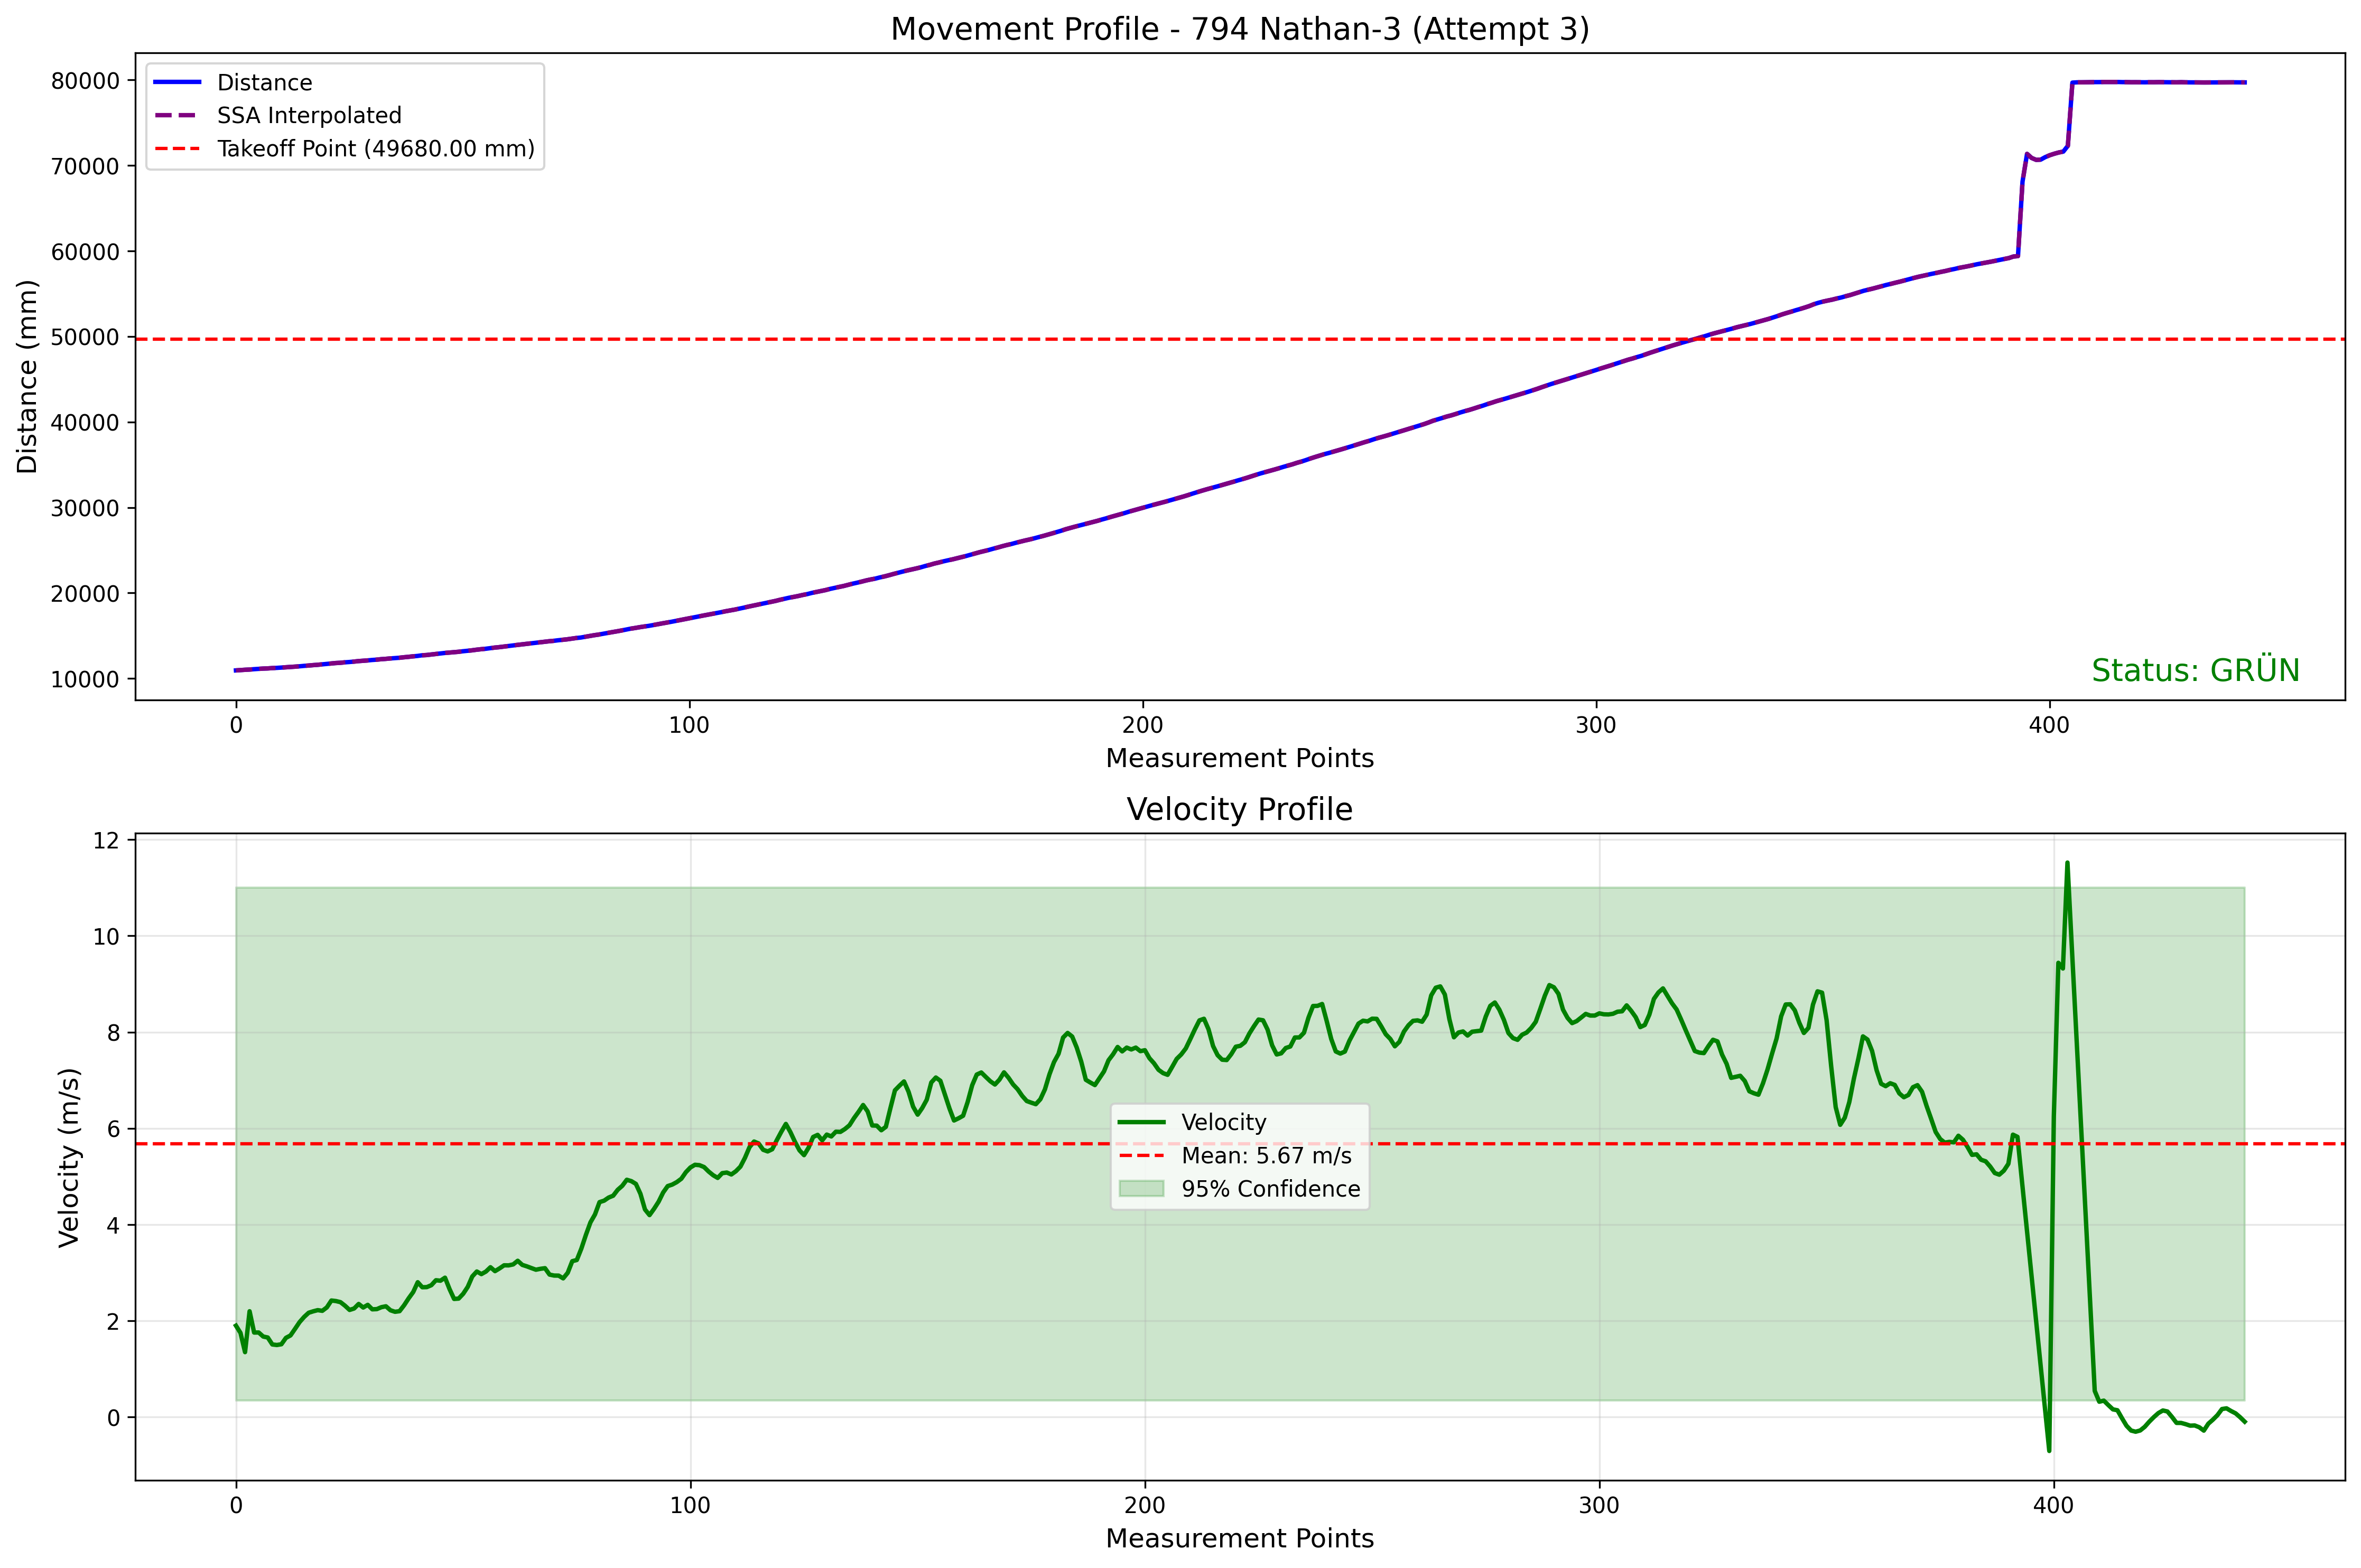 Movement Profile - 794 Nathan-3 (Attempt 3)
Distance (mm)
80000
70000
60000
50000
40000
30000
20000
10000
Distance
SSA Interpolated
Takeoff Point (49680.00 mm)
Status: GRÜN
0 100 200 300 400
Measurement Points
Velocity Profile
Velocity (m/s)
12
10
8
6
4
2
0
Velocity
Mean: 5.67 m/s
95% Confidence
0 100 200 300 400
Measurement Points